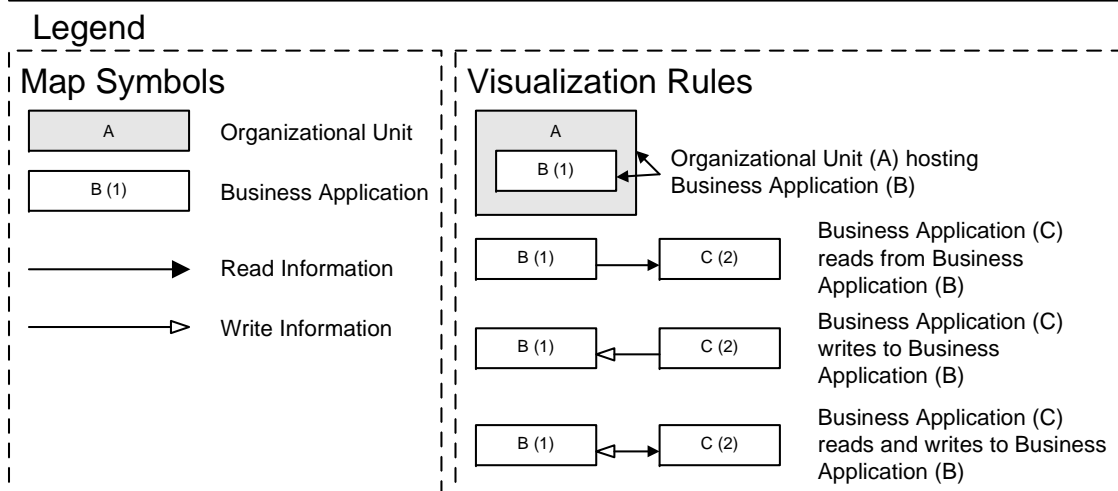 Legend
Map Symbols
A
Organizational Unit
B (1)
Business Application
Read Information
Write Information
Visualization Rules
A
B (1)
Organizational Unit (A) hosting
Business Application (B)
B (1)
C (2)
Business Application (C)
reads from Business
Application (B)
B (1)
C (2)
Business Application (C)
writes to Business
Application (B)
B (1)
C (2)
Business Application (C)
reads and writes to Business
Application (B)